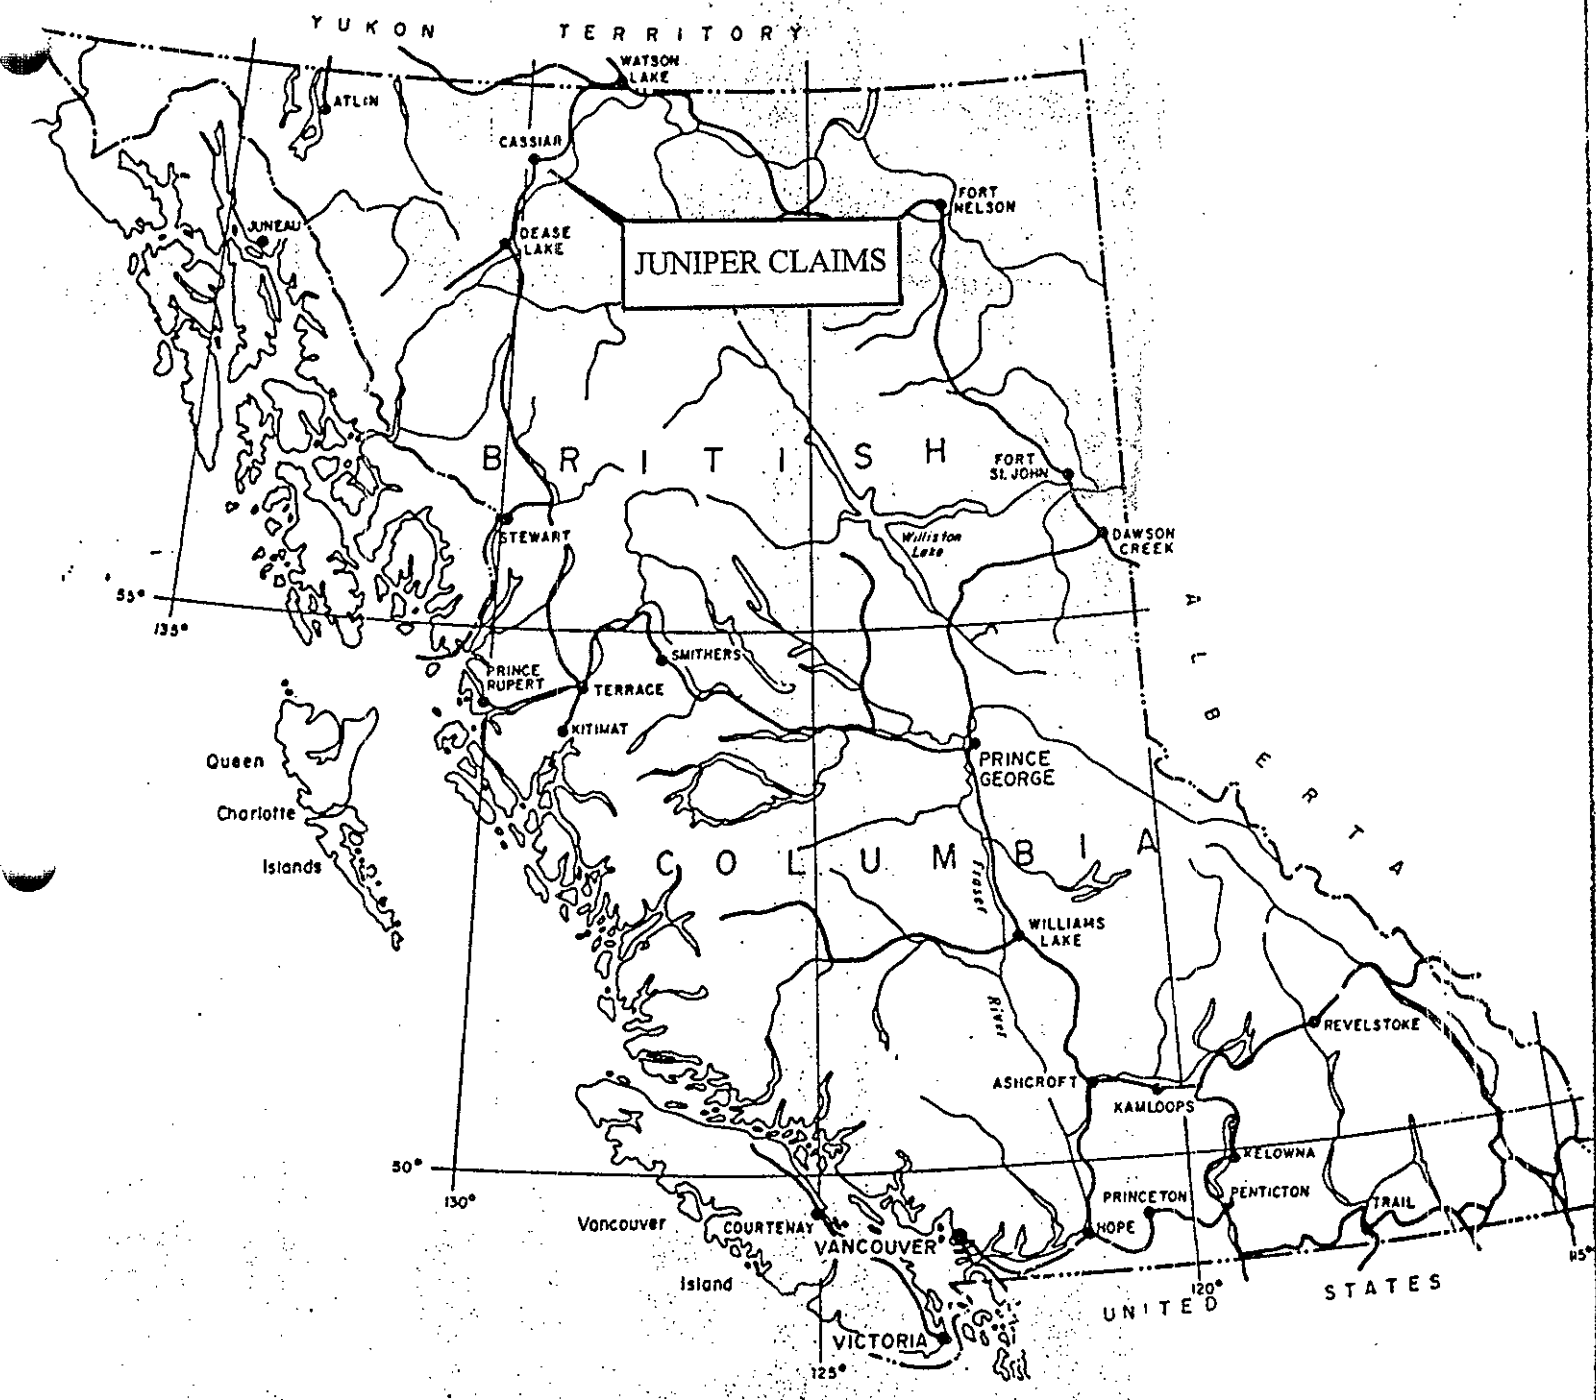 YUKON TERRITORY
WATSON
LAKE
ATLIN
CASSIAR
FORT
NELSON
JUNEAU
DEASE
LAKE
JUNIPER CLAIMS
BRITISH
FORT
ST. JOHN
STEWART
Williston
Lake
DAWSON
CREEK
55°
135°
ALBERTA
SMITHERS
PRINCE
RUPERT
TERRACE
KITIMAT
Queen
PRINCE
GEORGE
Charlotte
COLUMBIA
Islands
Fraser
WILLIAMS
LAKE
River
REVELSTOKE
ASHCROFT
KAMLOOPS
KELOWNA
50°
130°
PRINCETON
PENTICTON
TRAIL
Vancouver
COURTENAY
HOPE
VANCOUVER
115°
Island
120°
UNITED STATES
VICTORIA
125°